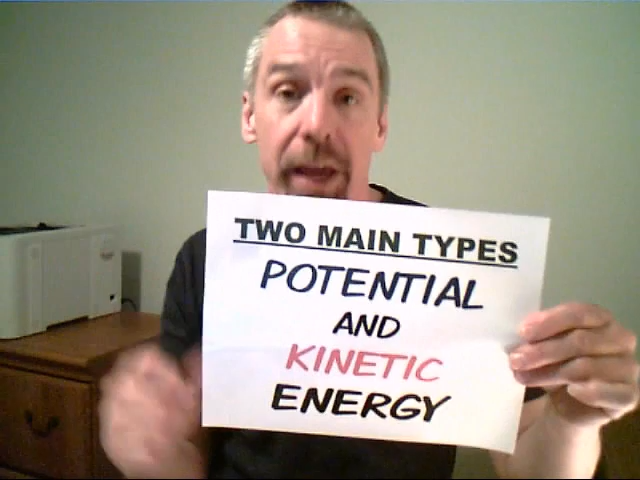 TWO MAIN TYPES
POTENTIAL
AND
KINETIC
ENERGY